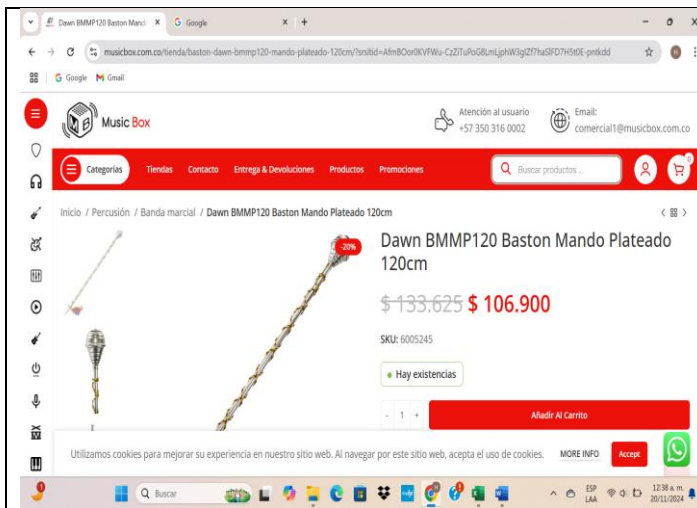 Dawn BMMP120 Baston Manc
Google
musicbox.com.co/tienda/baston-dawn-bmmp120-mando-plateado-120cm/?srsltid=AfmBOor0KVFWu-CzZiTuPoG8LmLjphW3gIZf7haSlFD7H5t0E-pntkdd
Google
Gmail
MB
Music Box
Atención al usuario
+57 350 316 0002
Email:
comercial1@musicbox.com.co
Categorías
Tiendas
Contacto
Entrega & Devoluciones
Productos
Promociones
Buscar productos ...
0
Inicio / Percusión / Banda marcial / Dawn BMMP120 Baston Mando Plateado 120cm
-20%
Dawn BMMP120 Baston Mando Plateado
120cm
$ 133.625 $ 106.900
SKU: 6005245
Hay existencias
- 1 +
Añadir Al Carrito
Utilizamos cookies para mejorar su experiencia en nuestro sitio web. Al navegar por este sitio web, acepta el uso de cookies.
MORE INFO
Accept
Buscar
ESP
LAA
12:38 a. m.
20/11/2024